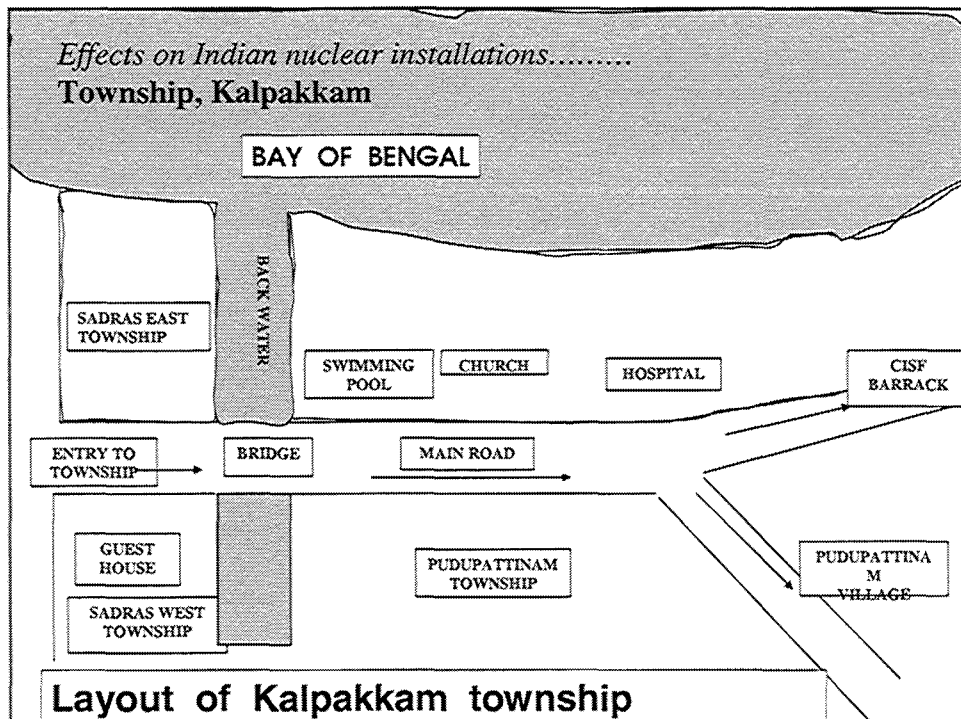 Effects on Indian nuclear installations.........
Township, Kalpakkam
BAY OF BENGAL
BACK WATER
SADRAS EAST
TOWNSHIP
SWIMMING
POOL
CHURCH
HOSPITAL
CISF
BARRACK
ENTRY TO
TOWNSHIP
BRIDGE
MAIN ROAD
GUEST
HOUSE
SADRAS WEST
TOWNSHIP
PUDUPATTINAM
TOWNSHIP
PUDUPATTINA
M
VILLAGE
Layout of Kalpakkam township